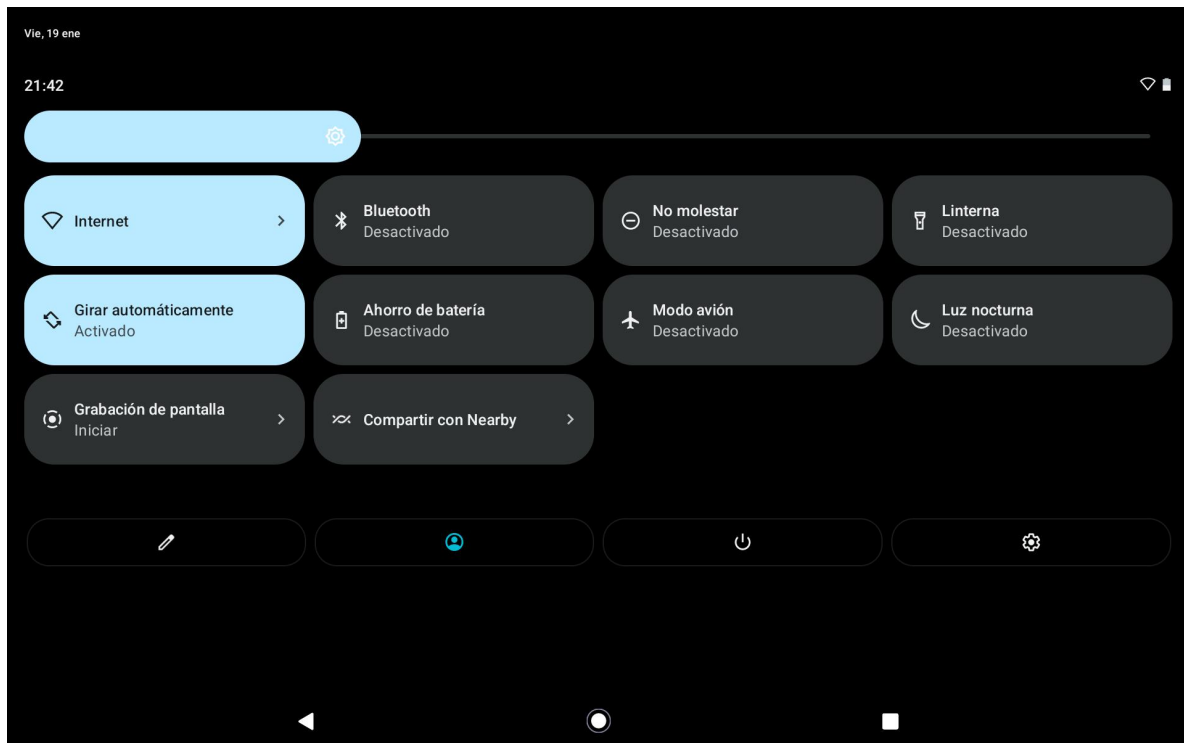 Vie, 19 ene
21:42
Internet
Bluetooth
Desactivado
No molestar
Desactivado
Linterna
Desactivado
Girar automáticamente
Activado
Ahorro de batería
Desactivado
Modo avión
Desactivado
Luz nocturna
Desactivado
Grabación de pantalla
Iniciar
Compartir con Nearby